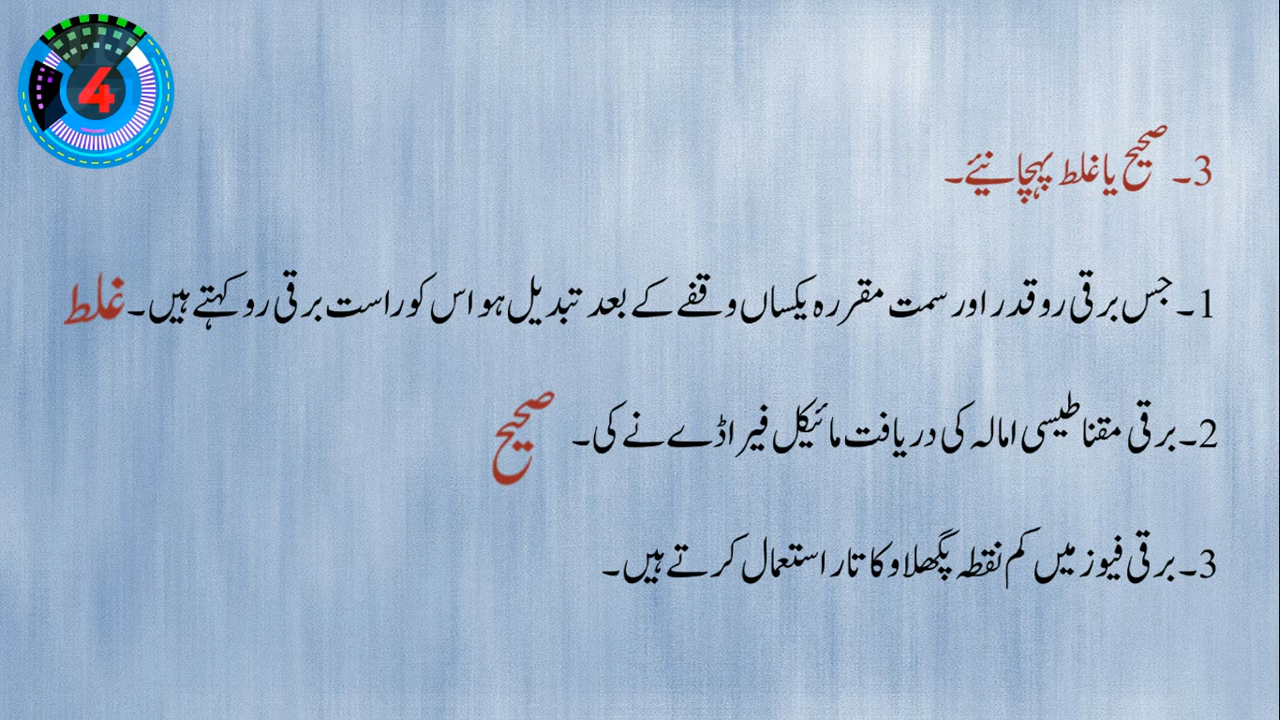 4
3۔ صحیح یا غلط پہچانئے۔
1۔ جس برقی رو قدر اور سمت مقررہ یکساں وقفے کے بعد تبدیل ہو اس کو راست برقی رو کہتے ہیں۔ غلط
2۔ برقی مقناطیسی امالہ کی دریافت مائیکل فیراڈے نے کی۔ صحیح
3۔ برقی فیوز میں کم نقطہ پگھلاو کا تار استعمال کرتے ہیں۔